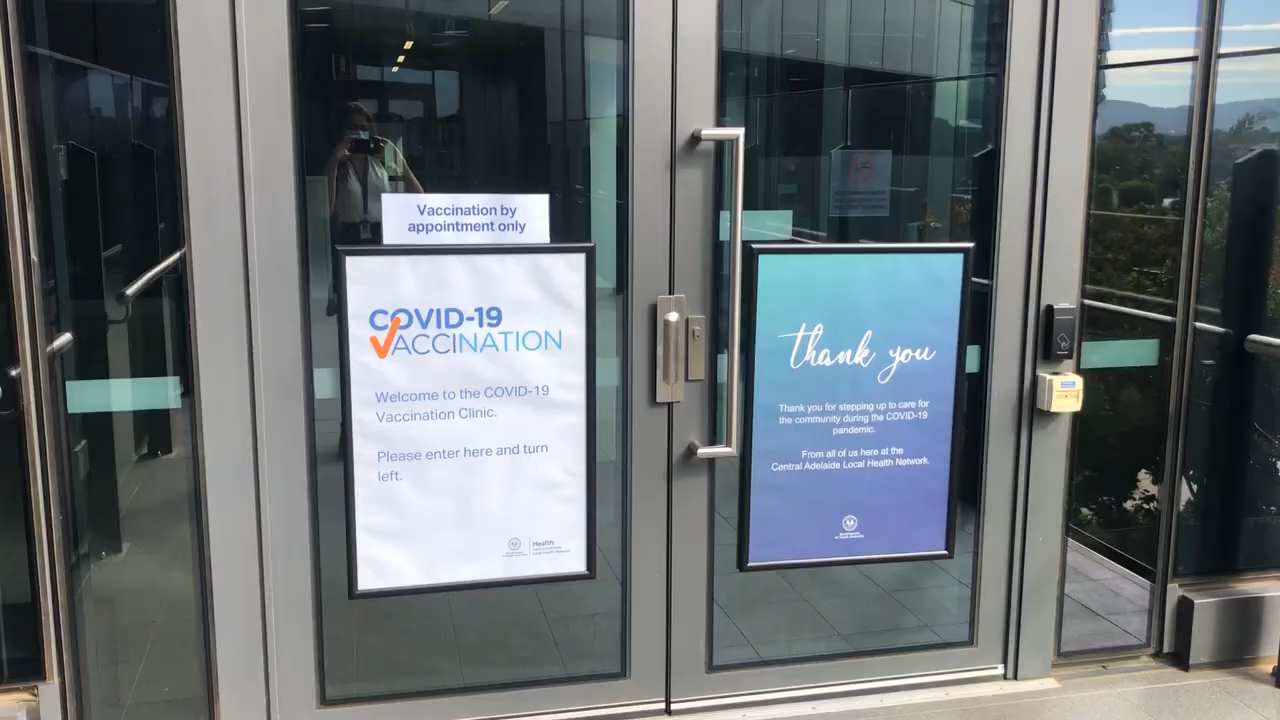 Vaccination by
appointment only
COVID-19
VACCINATION
Welcome to the COVID-19
Vaccination Clinic.
Please enter here and turn
left.
Health
Thank you
Thank you for stepping up to care for
the community during the COVID-19
pandemic.
From all of us here at the
Central Adelaide Local Health Network.